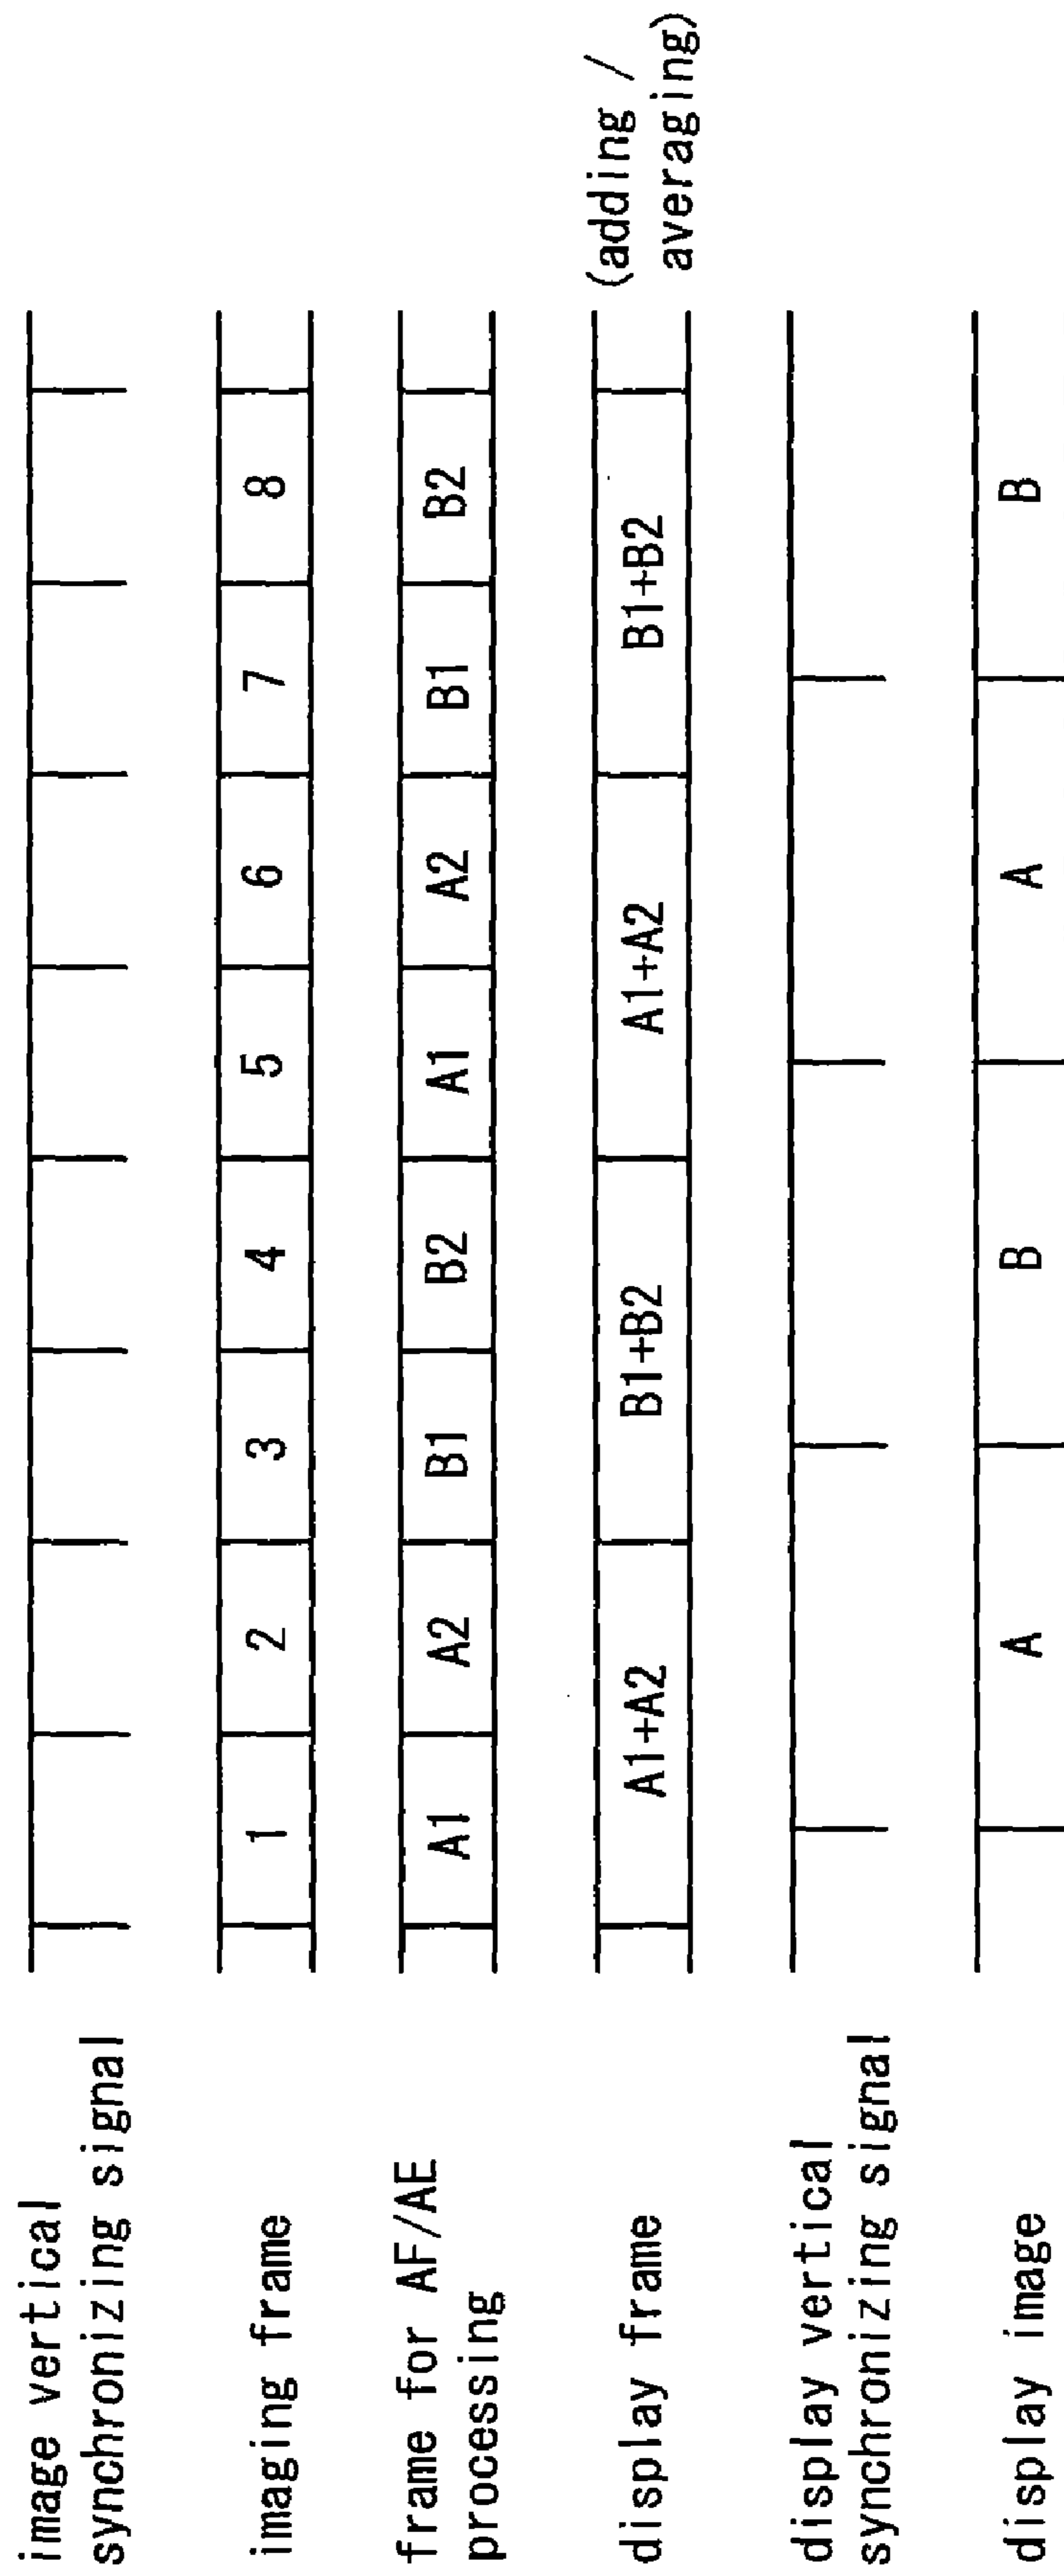 image vertical
synchronizing signal
imaging frame
1 2 3 4 5 6 7 8
frame for AF/AE
processing
A1 A2 B1 B2 A1 A2 B1 B2
display frame
A1+A2 B1+B2 A1+A2 B1+B2
(adding /
averaging)
display vertical
synchronizing signal
display image
A B A B